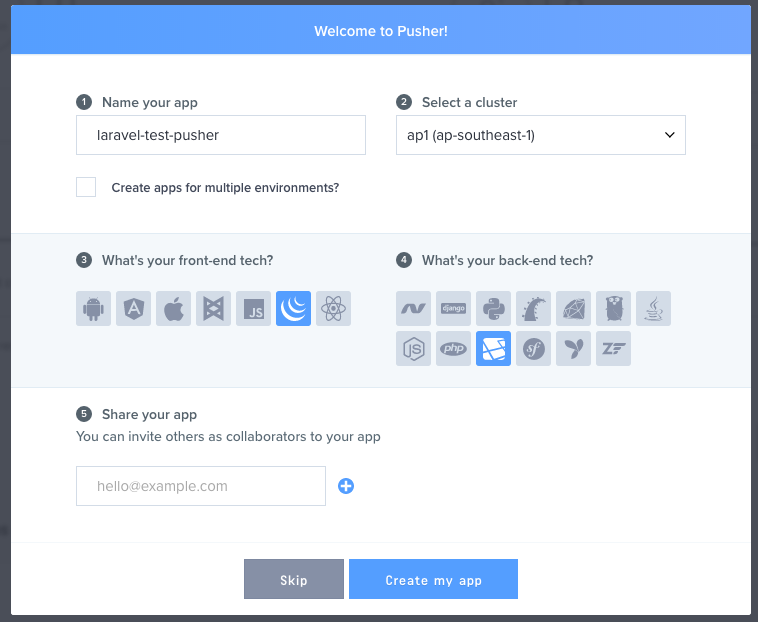 Welcome to Pusher!
1 Name your app
laravel-test-pusher
2 Select a cluster
ap1 (ap-southeast-1)
Create apps for multiple environments?
3 What's your front-end tech?
JS
4 What's your back-end tech?
django
JS php sf ZF
5 Share your app
You can invite others as collaborators to your app
hello@example.com
Skip
Create my app